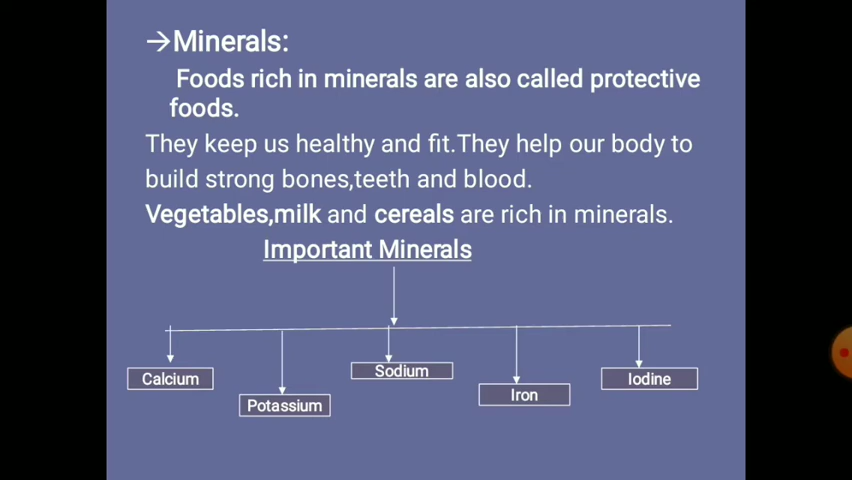 →Minerals:
Foods rich in minerals are also called protective
foods.
They keep us healthy and fit.They help our body to
build strong bones,teeth and blood.
Vegetables,milk and cereals are rich in minerals.
Important Minerals
Calcium
Potassium
Sodium
Iron
Iodine